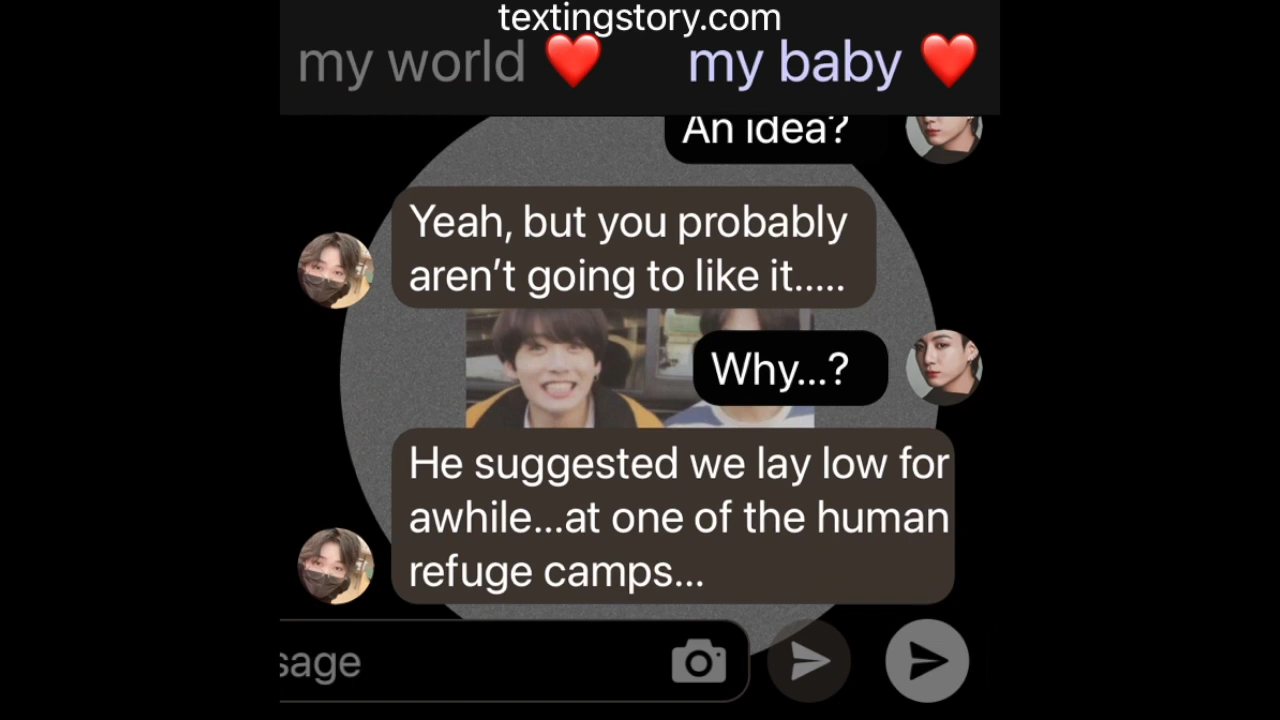 textingstory.com
my world ❤️ my baby ❤️
An idea?
Yeah, but you probably
aren't going to like it.....
Why...?
He suggested we lay low for
awhile...at one of the human
refuge camps...
sage